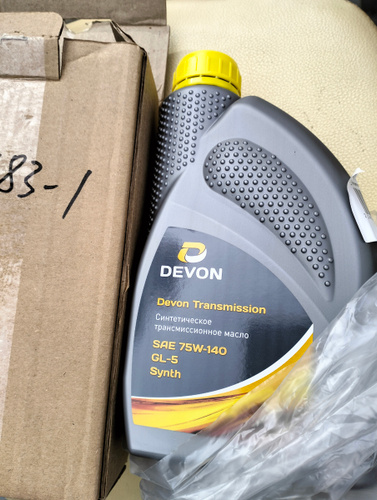 83-1
DEVON
Devon Transmission
Синтетическое
трансмиссионное масло
SAE 75W-140
GL-5
Synth